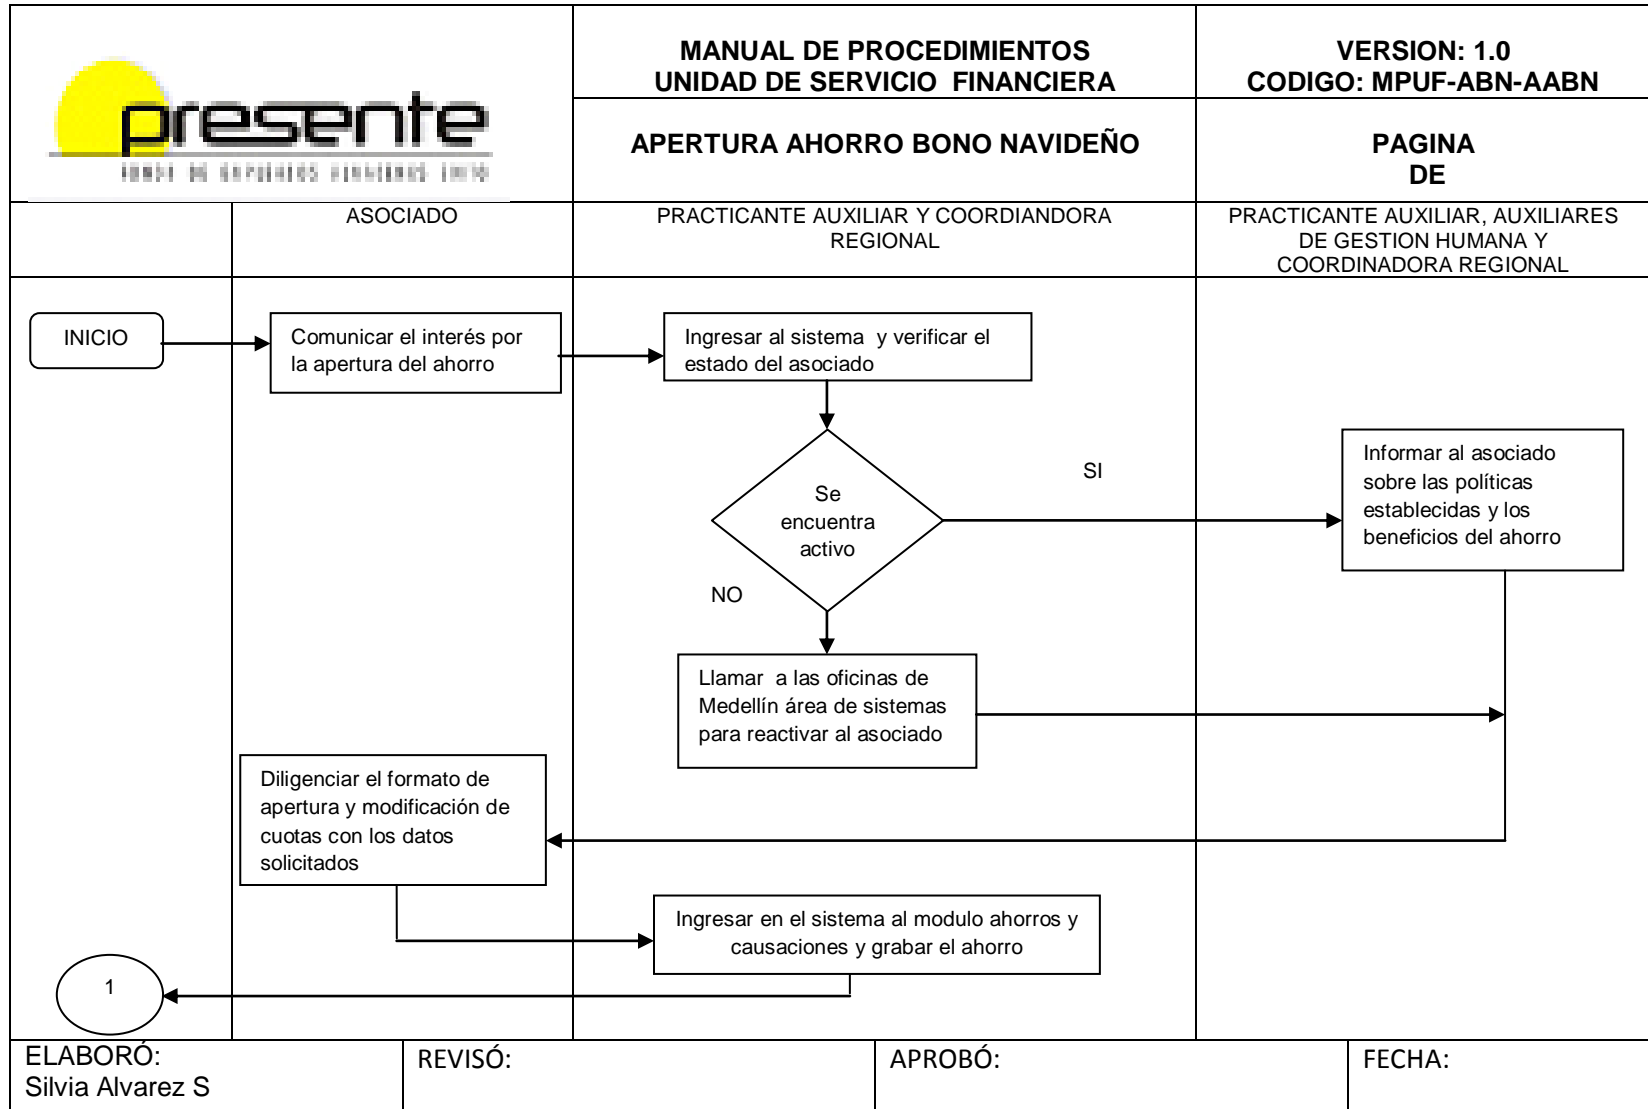 presente
MANUAL DE PROCEDIMIENTOS
UNIDAD DE SERVICIO FINANCIERA
VERSION: 1.0
CODIGO: MPUF-ABN-AABN
APERTURA AHORRO BONO NAVIDEÑO
PAGINA
DE
ASOCIADO
PRACTICANTE AUXILIAR Y COORDIANDORA
REGIONAL
PRACTICANTE AUXILIAR, AUXILIARES
DE GESTION HUMANA Y
COORDINADORA REGIONAL
INICIO
Comunicar el interés por
la apertura del ahorro
Ingresar al sistema y verificar el
estado del asociado
Se
encuentra
activo
SI
Informar al asociado
sobre las políticas
establecidas y los
beneficios del ahorro
NO
Llamar a las oficinas de
Medellín área de sistemas
para reactivar al asociado
Diligenciar el formato de
apertura y modificación de
cuotas con los datos
solicitados
Ingresar en el sistema al modulo ahorros y
causaciones y grabar el ahorro
1
ELABORÓ:
Silvia Alvarez S
REVISÓ:
APROBÓ:
FECHA: